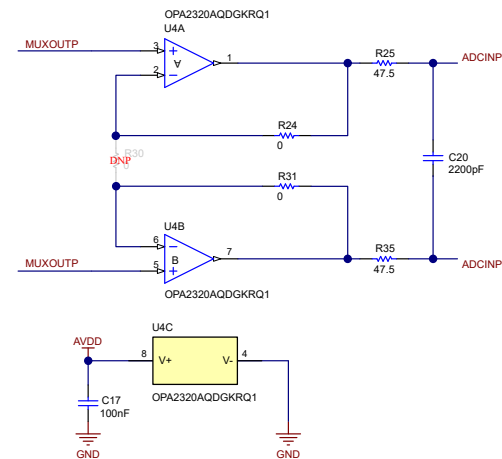 OPA2320AQDGKRQ1
U4A
MUXOUTP
3
+
A
2
−
1
R25
47.5
ADCINP
R24
0
R30
DNP
C20
2200pF
R31
0
U4B
6
−
B
MUXOUTP
5
+
7
R35
47.5
ADCINP
OPA2320AQDGKRQ1
U4C
AVDD
8
V+
V-
4
OPA2320AQDGKRQ1
C17
100nF
GND
GND